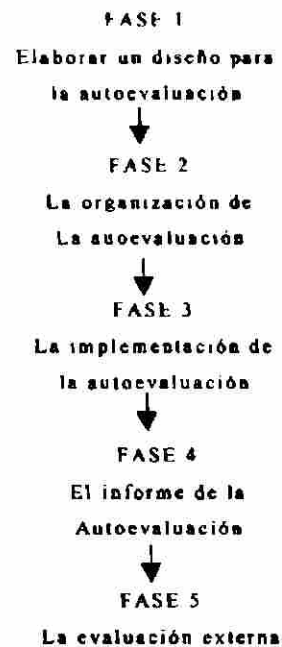 FASE 1
Elaborar un diseño para
la autoevaluación
FASE 2
La organización de
La auoevaluación
FASE 3
La implementación de
la autoevaluación
FASE 4
El informe de la
Autoevaluación
FASE 5
La evaluación externa